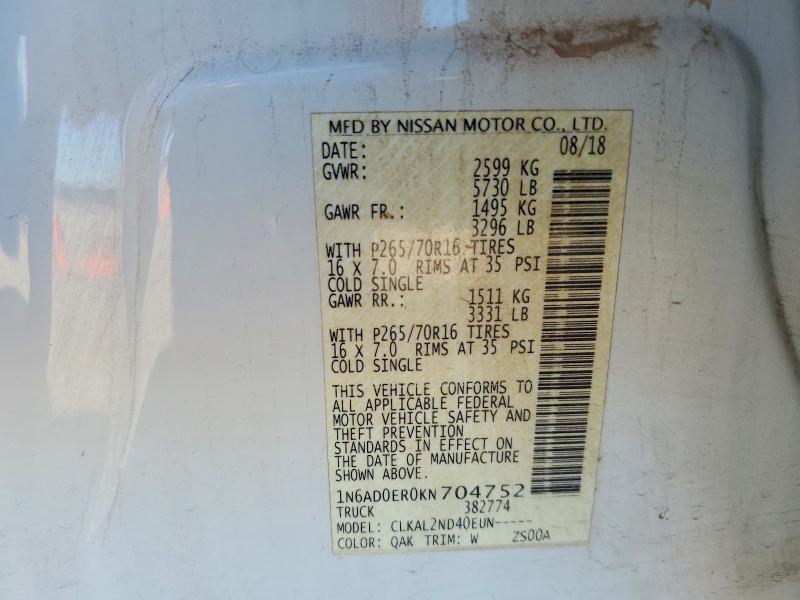 MFD BY NISSAN MOTOR CO., LTD.
DATE: 08/18
GVWR: 2599 KG
5730 LB
GAWR FR.: 1495 KG
3296 LB
WITH P265/70R16 TIRES
16 X 7.0 RIMS AT 35 PSI
COLD SINGLE
GAWR RR.: 1511 KG
3331 LB
WITH P265/70R16 TIRES
16 X 7.0 RIMS AT 35 PSI
COLD SINGLE
THIS VEHICLE CONFORMS TO
ALL APPLICABLE FEDERAL
MOTOR VEHICLE SAFETY AND
THEFT PREVENTION
STANDARDS IN EFFECT ON
THE DATE OF MANUFACTURE
SHOWN ABOVE.
1N6AD0ER0KN704752
TRUCK 382774
MODEL: CLKAL2ND40EUN-----
COLOR: QAK TRIM: W ZS00A